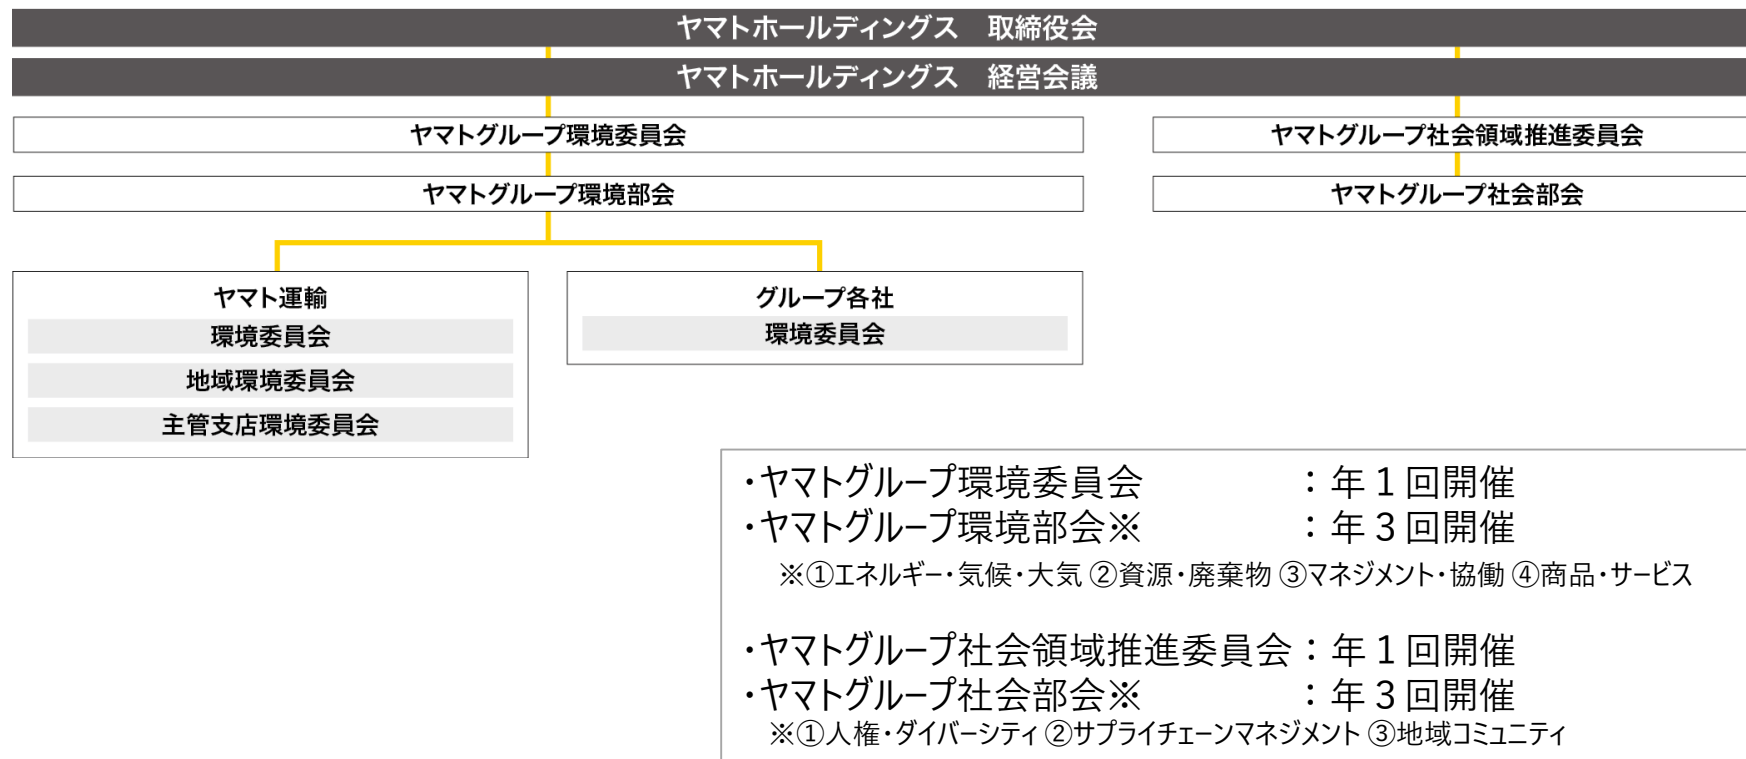 ヤマトホールディングス　取締役会
ヤマトホールディングス　経営会議
ヤマトグループ環境委員会
ヤマトグループ社会領域推進委員会
ヤマトグループ環境部会
ヤマトグループ社会部会
ヤマト運輸
環境委員会
地域環境委員会
主管支店環境委員会
グループ各社
環境委員会
・ヤマトグループ環境委員会　：年１回開催
・ヤマトグループ環境部会※　：年３回開催
※①エネルギー・気候・大気 ②資源・廃棄物 ③マネジメント・協働 ④商品・サービス
・ヤマトグループ社会領域推進委員会：年１回開催
・ヤマトグループ社会部会※　：年３回開催
※①人権・ダイバーシティ ②サプライチェーンマネジメント ③地域コミュニティ